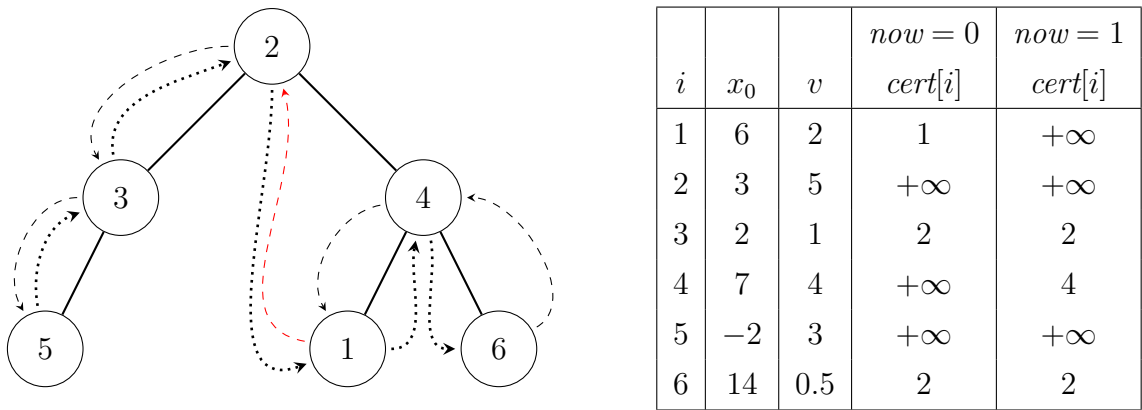 2
3
4
5
1
6
now = 0 now = 1
i x₀ v cert[i] cert[i]
1 6 2 1 +∞
2 3 5 +∞ +∞
3 2 1 2 2
4 7 4 +∞ 4
5 −2 3 +∞ +∞
6 14 0.5 2 2